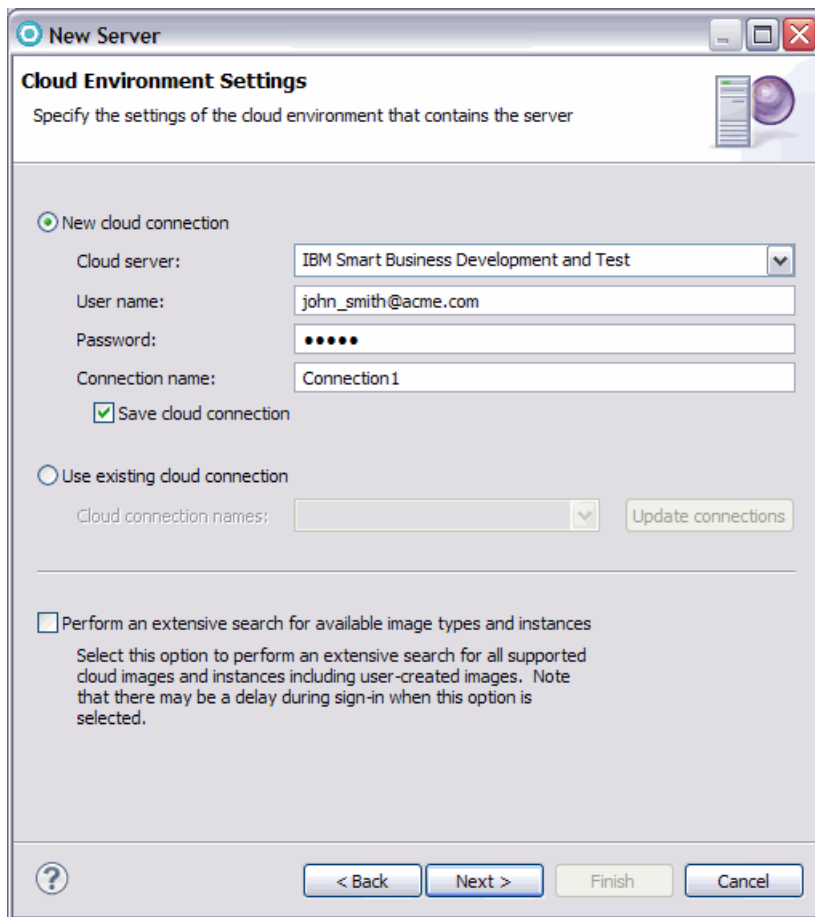 New Server
Cloud Environment Settings
Specify the settings of the cloud environment that contains the server
New cloud connection
Cloud server: IBM Smart Business Development and Test
User name: john_smith@acme.com
Password: •••••
Connection name: Connection1
Save cloud connection
Use existing cloud connection
Cloud connection names: Update connections
Perform an extensive search for available image types and instances
Select this option to perform an extensive search for all supported
cloud images and instances including user-created images.  Note
that there may be a delay during sign-in when this option is
selected.
? < Back Next > Finish Cancel